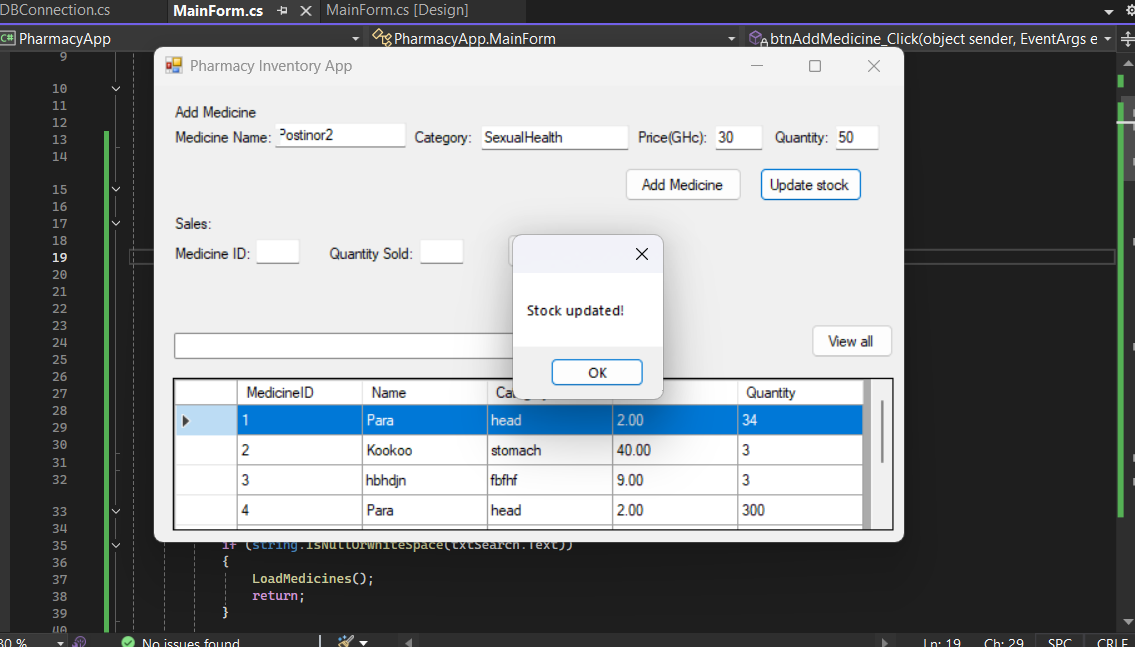 DBConnection.cs MainForm.cs MainForm.cs [Design]
C# PharmacyApp PharmacyApp.MainForm btnAddMedicine_Click(object sender, EventArgs e
9
Pharmacy Inventory App
10
11
Add Medicine
12
13
Medicine Name: Postinor2 Category: SexualHealth Price(GHc): 30 Quantity: 50
14
15
Add Medicine Update stock
16
17
Sales:
18
19
Medicine ID: Quantity Sold:
20
21
22
Stock updated!
23
24
View all
25
26
OK
27
MedicineID Name Quantity
28
1 Para head 2.00 34
29
30
2 Kookoo stomach 40.00 3
31
32
3 hbhdjn fbfhf 9.00 3
33
4 Para head 2.00 300
34
35 if (string.IsNullOrWhiteSpace(txtSearch.Text))
36 {
37 LoadMedicines();
38 return;
39 }
40
No issues found Ln: 19 Ch: 29 SPC CRLF